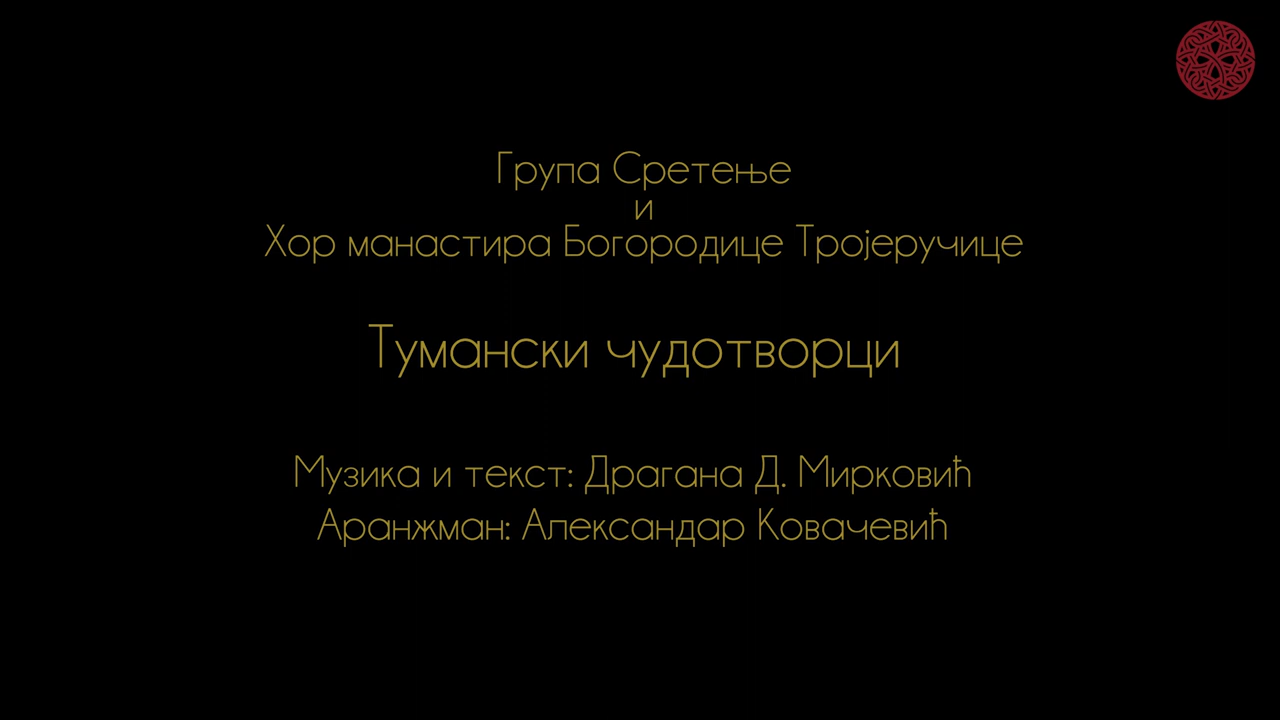 Група Сретење
и
Хор манастира Богородице Тројеручице
Тумански чудотворци
Музика и текст: Драгана Д. Мирковић
Аранжман: Александар Ковачевић